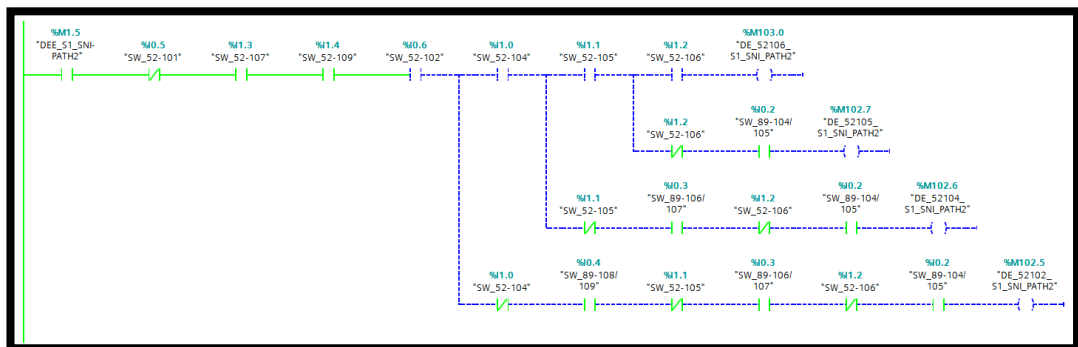 %M1.5
"DEE_S1_SNI-
PATH2"
%I0.5
"SW_52-101"
%I1.3
"SW_52-107"
%I1.4
"SW_52-109"
%I0.6
"SW_52-102"
%I1.0
"SW_52-104"
%I1.1
"SW_52-105"
%I1.2
"SW_52-106"
%M103.0
"DE_52106_
S1_SNI_PATH2"
%I1.2
"SW_52-106"
%I0.2
"SW_89-104/
105"
%M102.7
"DE_52105_
S1_SNI_PATH2"
%I1.1
"SW_52-105"
%I0.3
"SW_89-106/
107"
%I1.2
"SW_52-106"
%I0.2
"SW_89-104/
105"
%M102.6
"DE_52104_
S1_SNI_PATH2"
%I1.0
"SW_52-104"
%I0.4
"SW_89-108/
109"
%I1.1
"SW_52-105"
%I0.3
"SW_89-106/
107"
%I1.2
"SW_52-106"
%I0.2
"SW_89-104/
105"
%M102.5
"DE_52102_
S1_SNI_PATH2"